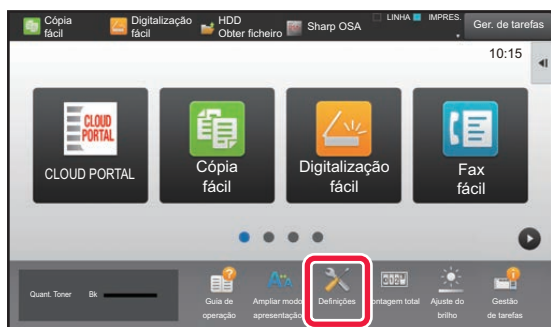 Cópia
fácil
Digitalização
fácil
HDD
Obter ficheiro
Sharp OSA
LINHA
IMPRES.
Ger. de tarefas
10:15
CLOUD
PORTAL
CLOUD PORTAL
Cópia
fácil
Digitalização
fácil
Fax
fácil
Quant. Toner Bk
Guia de
operação
Ampliar modo
apresentação
Definições
ontagem total
Ajuste do
brilho
Gestão
de tarefas